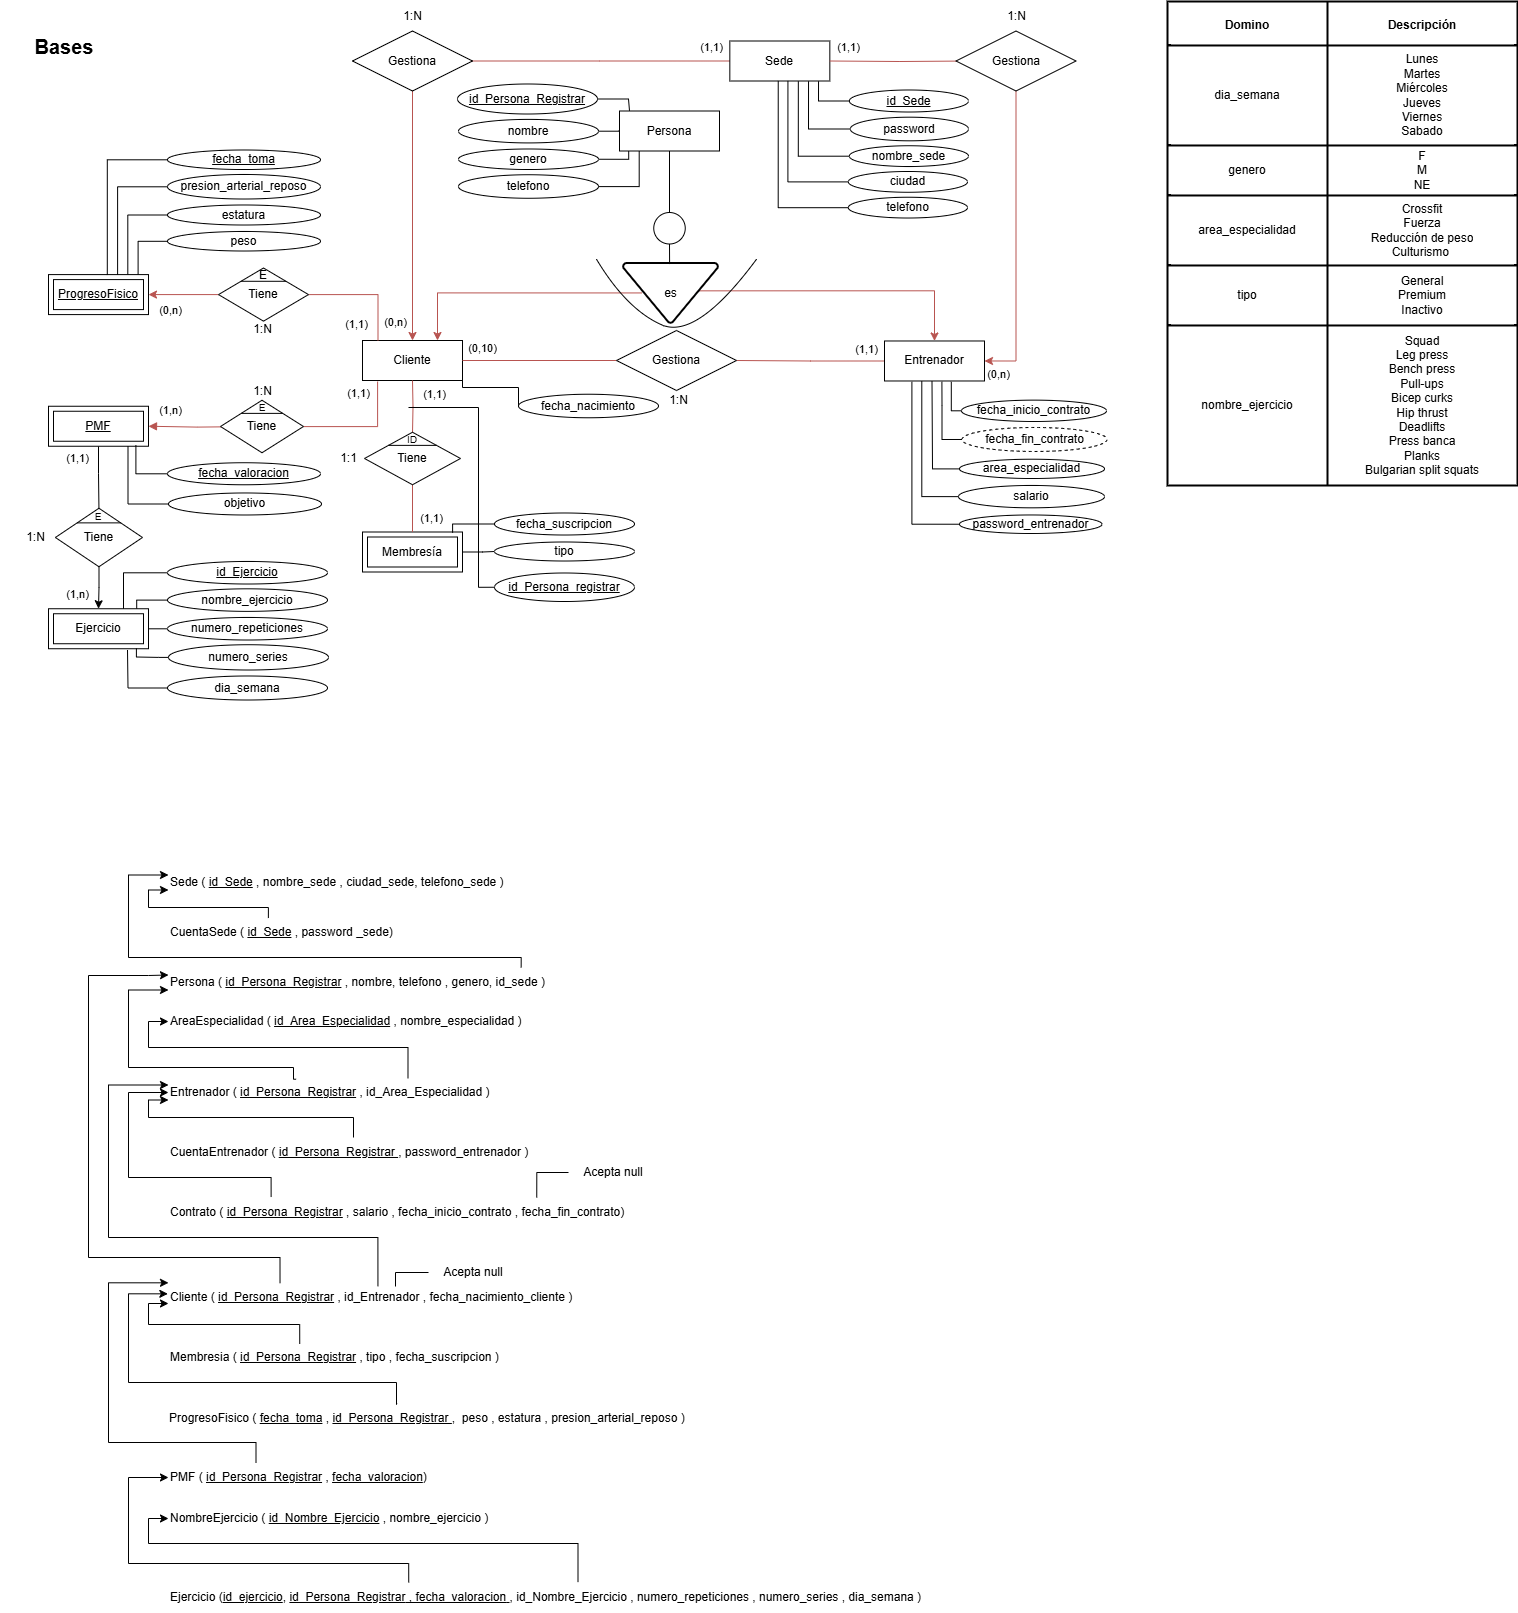 Bases
1:N
1:N
Gestiona
(1,1)
Sede
(1,1)
Gestiona
id_Persona_Registrar
nombre
genero
telefono
Persona
id_Sede
password
nombre_sede
ciudad
telefono
fecha_toma
presion_arterial_reposo
estatura
peso
ProgresoFisico
(0,n)
E
Tiene
1:N
(1,1)
(0,n)
es
Cliente
(0,10)
Gestiona
1:N
(1,1)
Entrenador
(0,n)
fecha_nacimiento
(1,1)
(1,1)
PMF
(1,n)
1:N
E
Tiene
(1,1)
fecha_valoracion
objetivo
E
Tiene
1:N
(1,n)
Ejercicio
id_Ejercicio
nombre_ejercicio
numero_repeticiones
numero_series
dia_semana
1:1
ID
Tiene
(1,1)
Membresía
fecha_suscripcion
tipo
id_Persona_registrar
fecha_inicio_contrato
fecha_fin_contrato
area_especialidad
salario
password_entrenador
Domino Descripción
dia_semana
Lunes
Martes
Miércoles
Jueves
Viernes
Sabado
genero
F
M
NE
area_especialidad
Crossfit
Fuerza
Reducción de peso
Culturismo
tipo
General
Premium
Inactivo
nombre_ejercicio
Squad
Leg press
Bench press
Pull-ups
Bicep curks
Hip thrust
Deadlifts
Press banca
Planks
Bulgarian split squats
Sede ( id_Sede , nombre_sede , ciudad_sede, telefono_sede )
CuentaSede ( id_Sede , password _sede)
Persona ( id_Persona_Registrar , nombre, telefono , genero, id_sede )
AreaEspecialidad ( id_Area_Especialidad , nombre_especialidad )
Entrenador ( id_Persona_Registrar , id_Area_Especialidad )
CuentaEntrenador ( id_Persona_Registrar , password_entrenador )
Acepta null
Contrato ( id_Persona_Registrar , salario , fecha_inicio_contrato , fecha_fin_contrato)
Acepta null
Cliente ( id_Persona_Registrar , id_Entrenador , fecha_nacimiento_cliente )
Membresia ( id_Persona_Registrar , tipo , fecha_suscripcion )
ProgresoFisico ( fecha_toma , id_Persona_Registrar , peso , estatura , presion_arterial_reposo )
PMF ( id_Persona_Registrar , fecha_valoracion)
NombreEjercicio ( id_Nombre_Ejercicio , nombre_ejercicio )
Ejercicio (id_ejercicio, id_Persona_Registrar , fecha_valoracion , id_Nombre_Ejercicio , numero_repeticiones , numero_series , dia_semana )